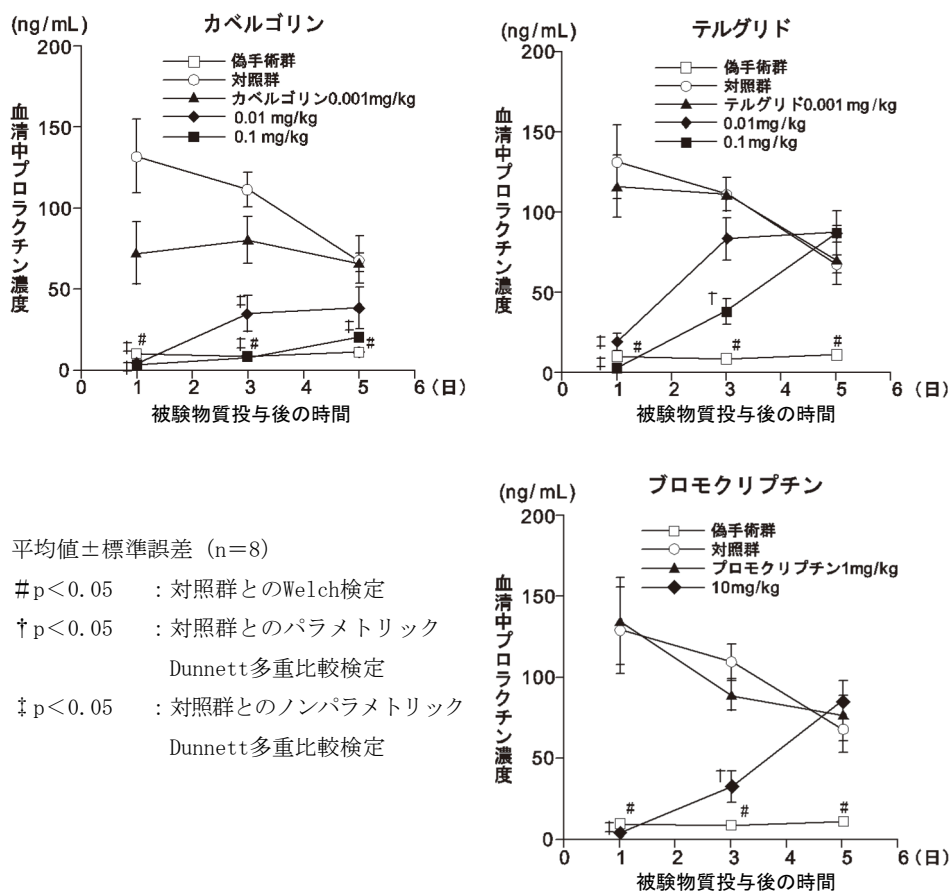 カベルゴリン
(ng/mL)
200
150
100
50
0
血清中プロラクチン濃度
偽手術群
対照群
カベルゴリン0.001mg/kg
0.01 mg/kg
0.1 mg/kg
‡
#
‡
‡
‡
#
‡
#
0 1 2 3 4 5 6 (日)
被験物質投与後の時間
テルグリド
(ng/mL)
200
150
100
50
0
血清中プロラクチン濃度
偽手術群
対照群
テルグリド0.001 mg/kg
0.01mg/kg
0.1mg/kg
‡
‡
#
†
#
#
0 1 2 3 4 5 6 (日)
被験物質投与後の時間
平均値±標準誤差 (n=8)
#p<0.05 :対照群とのWelch検定
†p<0.05 :対照群とのパラメトリック
Dunnett多重比較検定
‡p<0.05 :対照群とのノンパラメトリック
Dunnett多重比較検定
ブロモクリプチン
(ng/mL)
200
150
100
50
0
血清中プロラクチン濃度
偽手術群
対照群
プロモクリプチン1mg/kg
10mg/kg
‡
#
†
#
#
0 1 2 3 4 5 6 (日)
被験物質投与後の時間